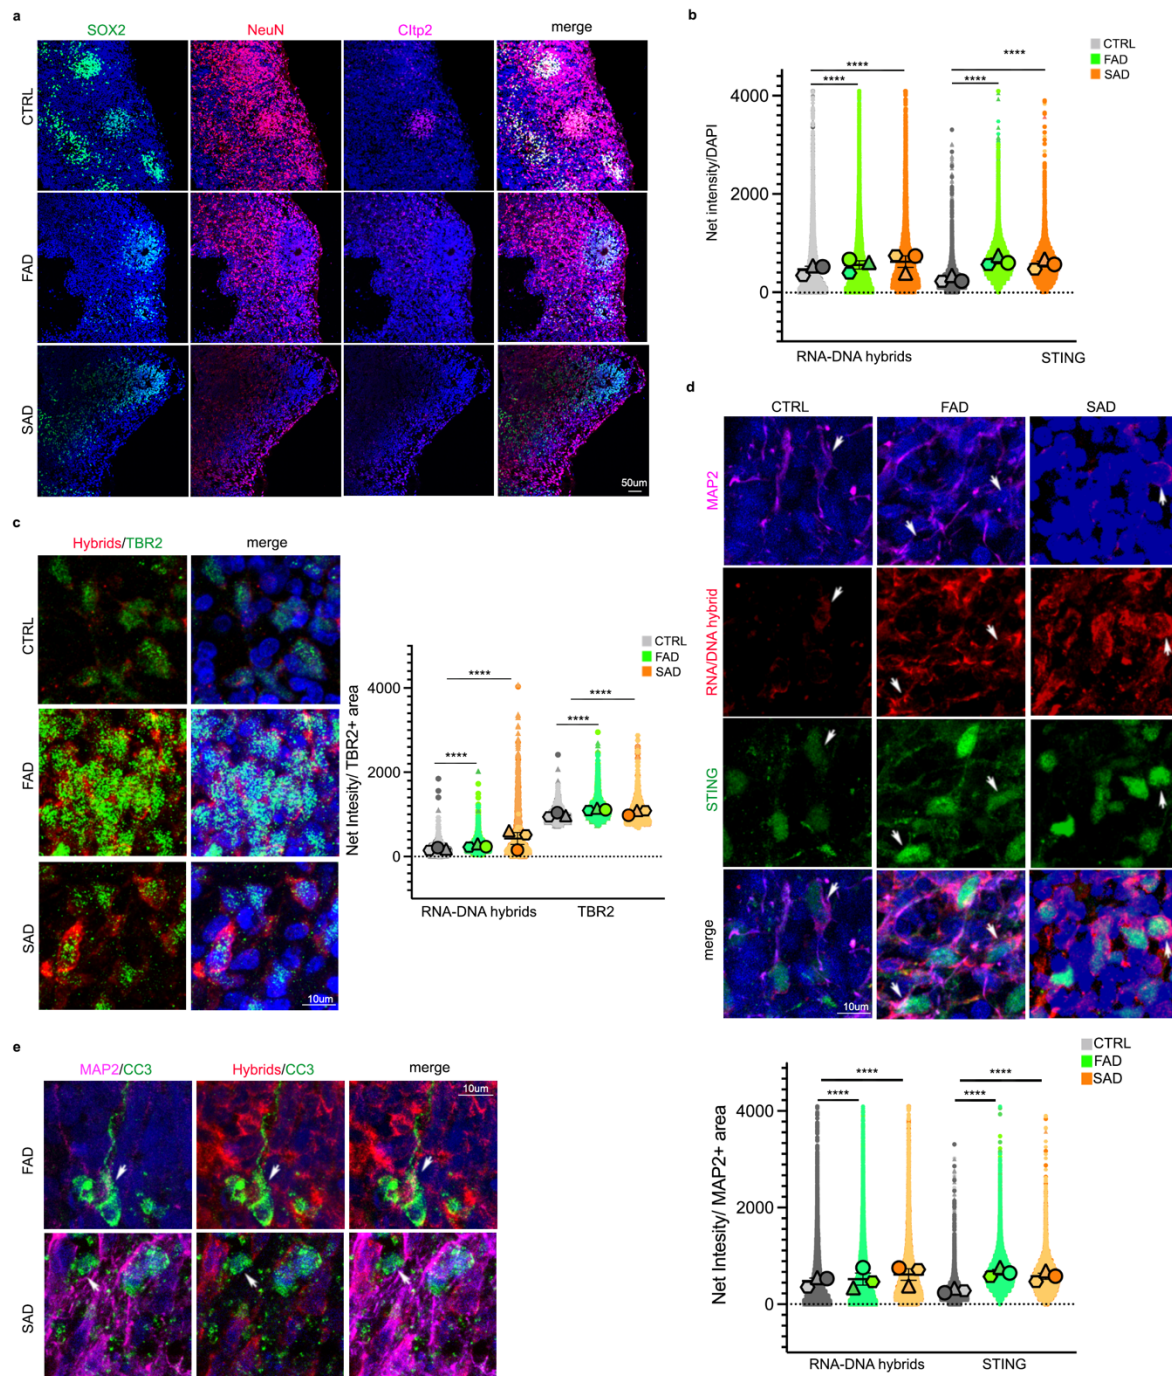 a
SOX2 NeuN CItp2 merge
CTRL
FAD
SAD
50um
b
CTRL
FAD
SAD
**** **** **** ****
Net intensity/DAPI
4000
2000
0
RNA-DNA hybrids STING
c
Hybrids/TBR2 merge
CTRL
FAD
SAD
10um
CTRL
FAD
SAD
**** **** **** ****
Net Intesity/ TBR2+ area
4000
2000
0
RNA-DNA hybrids TBR2
d
CTRL FAD SAD
MAP2
RNA/DNA hybrid
STING
merge
10um
CTRL
FAD
SAD
**** **** **** ****
Net Intesity/ MAP2+ area
4000
2000
0
RNA-DNA hybrids STING
e
MAP2/CC3 Hybrids/CC3 merge
10um
FAD
SAD